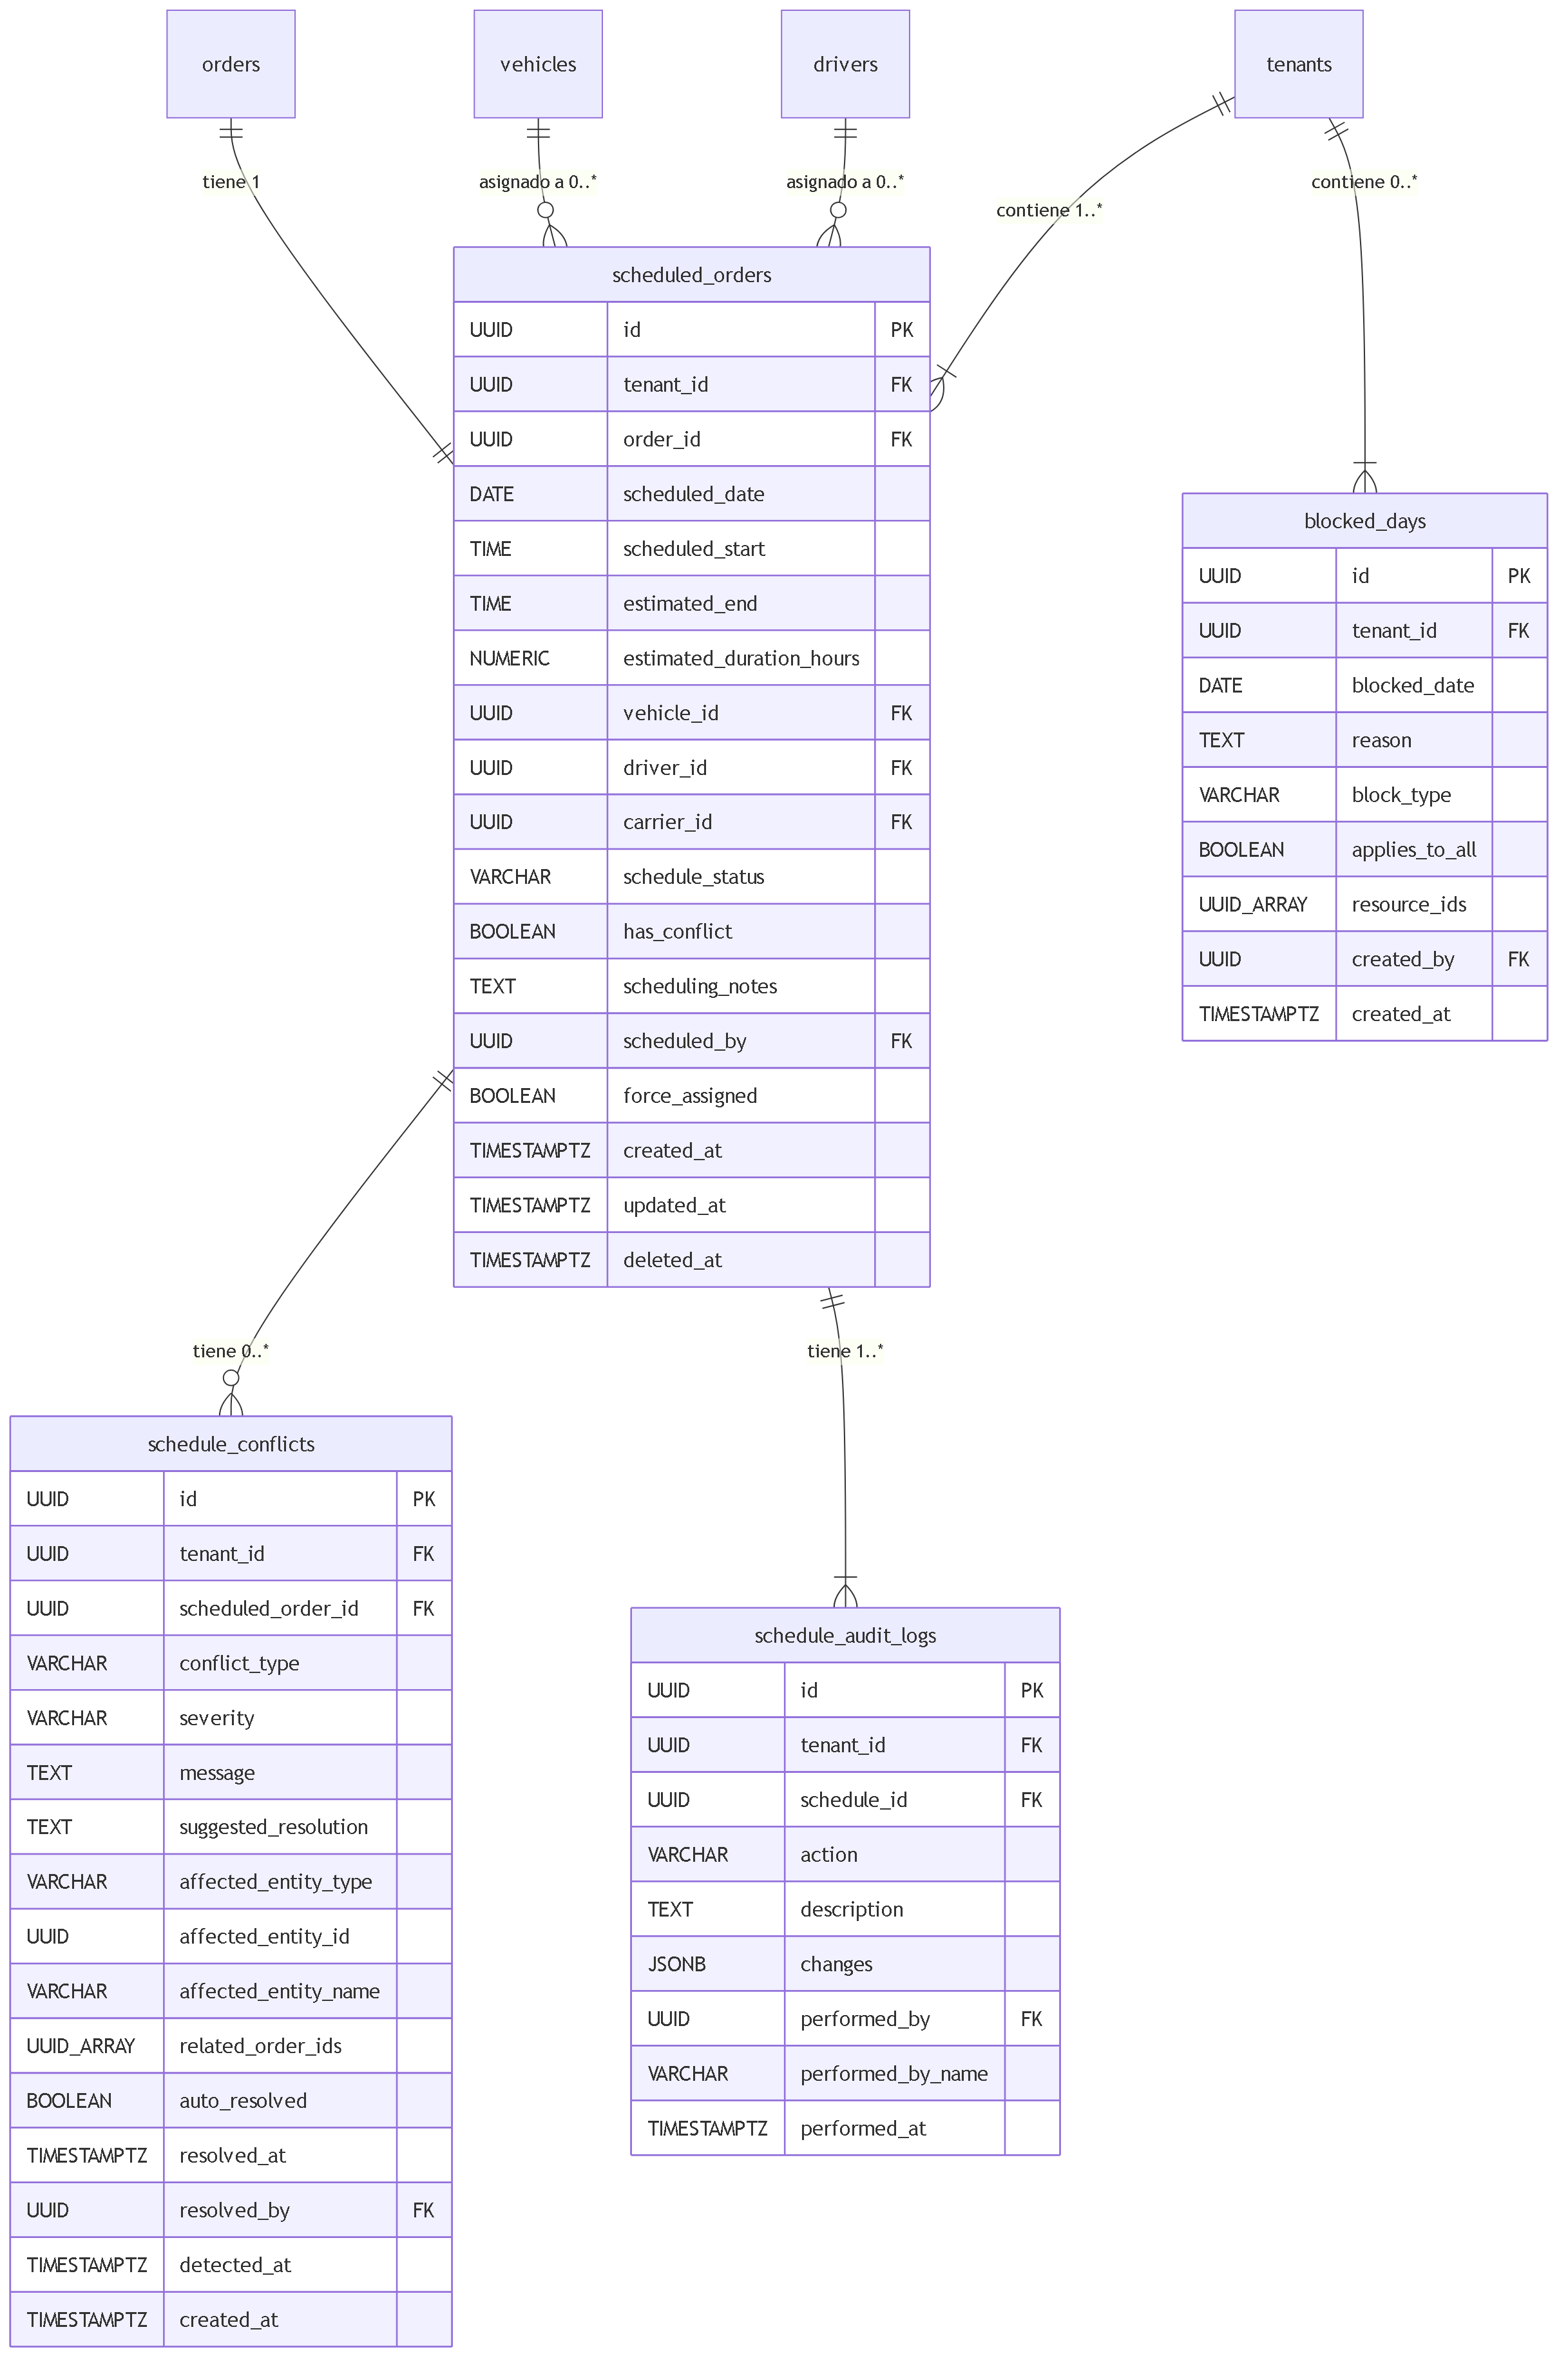 orders
vehicles
drivers
tenants
tiene 1
asignado a 0..*
asignado a 0..*
contiene 1..*
contiene 0..*
scheduled_orders
UUID id PK
UUID tenant_id FK
UUID order_id FK
DATE scheduled_date
TIME scheduled_start
TIME estimated_end
NUMERIC estimated_duration_hours
UUID vehicle_id FK
UUID driver_id FK
UUID carrier_id FK
VARCHAR schedule_status
BOOLEAN has_conflict
TEXT scheduling_notes
UUID scheduled_by FK
BOOLEAN force_assigned
TIMESTAMPTZ created_at
TIMESTAMPTZ updated_at
TIMESTAMPTZ deleted_at
blocked_days
UUID id PK
UUID tenant_id FK
DATE blocked_date
TEXT reason
VARCHAR block_type
BOOLEAN applies_to_all
UUID_ARRAY resource_ids
UUID created_by FK
TIMESTAMPTZ created_at
tiene 0..*
tiene 1..*
schedule_conflicts
UUID id PK
UUID tenant_id FK
UUID scheduled_order_id FK
VARCHAR conflict_type
VARCHAR severity
TEXT message
TEXT suggested_resolution
VARCHAR affected_entity_type
UUID affected_entity_id
VARCHAR affected_entity_name
UUID_ARRAY related_order_ids
BOOLEAN auto_resolved
TIMESTAMPTZ resolved_at
UUID resolved_by FK
TIMESTAMPTZ detected_at
TIMESTAMPTZ created_at
schedule_audit_logs
UUID id PK
UUID tenant_id FK
UUID schedule_id FK
VARCHAR action
TEXT description
JSONB changes
UUID performed_by FK
VARCHAR performed_by_name
TIMESTAMPTZ performed_at